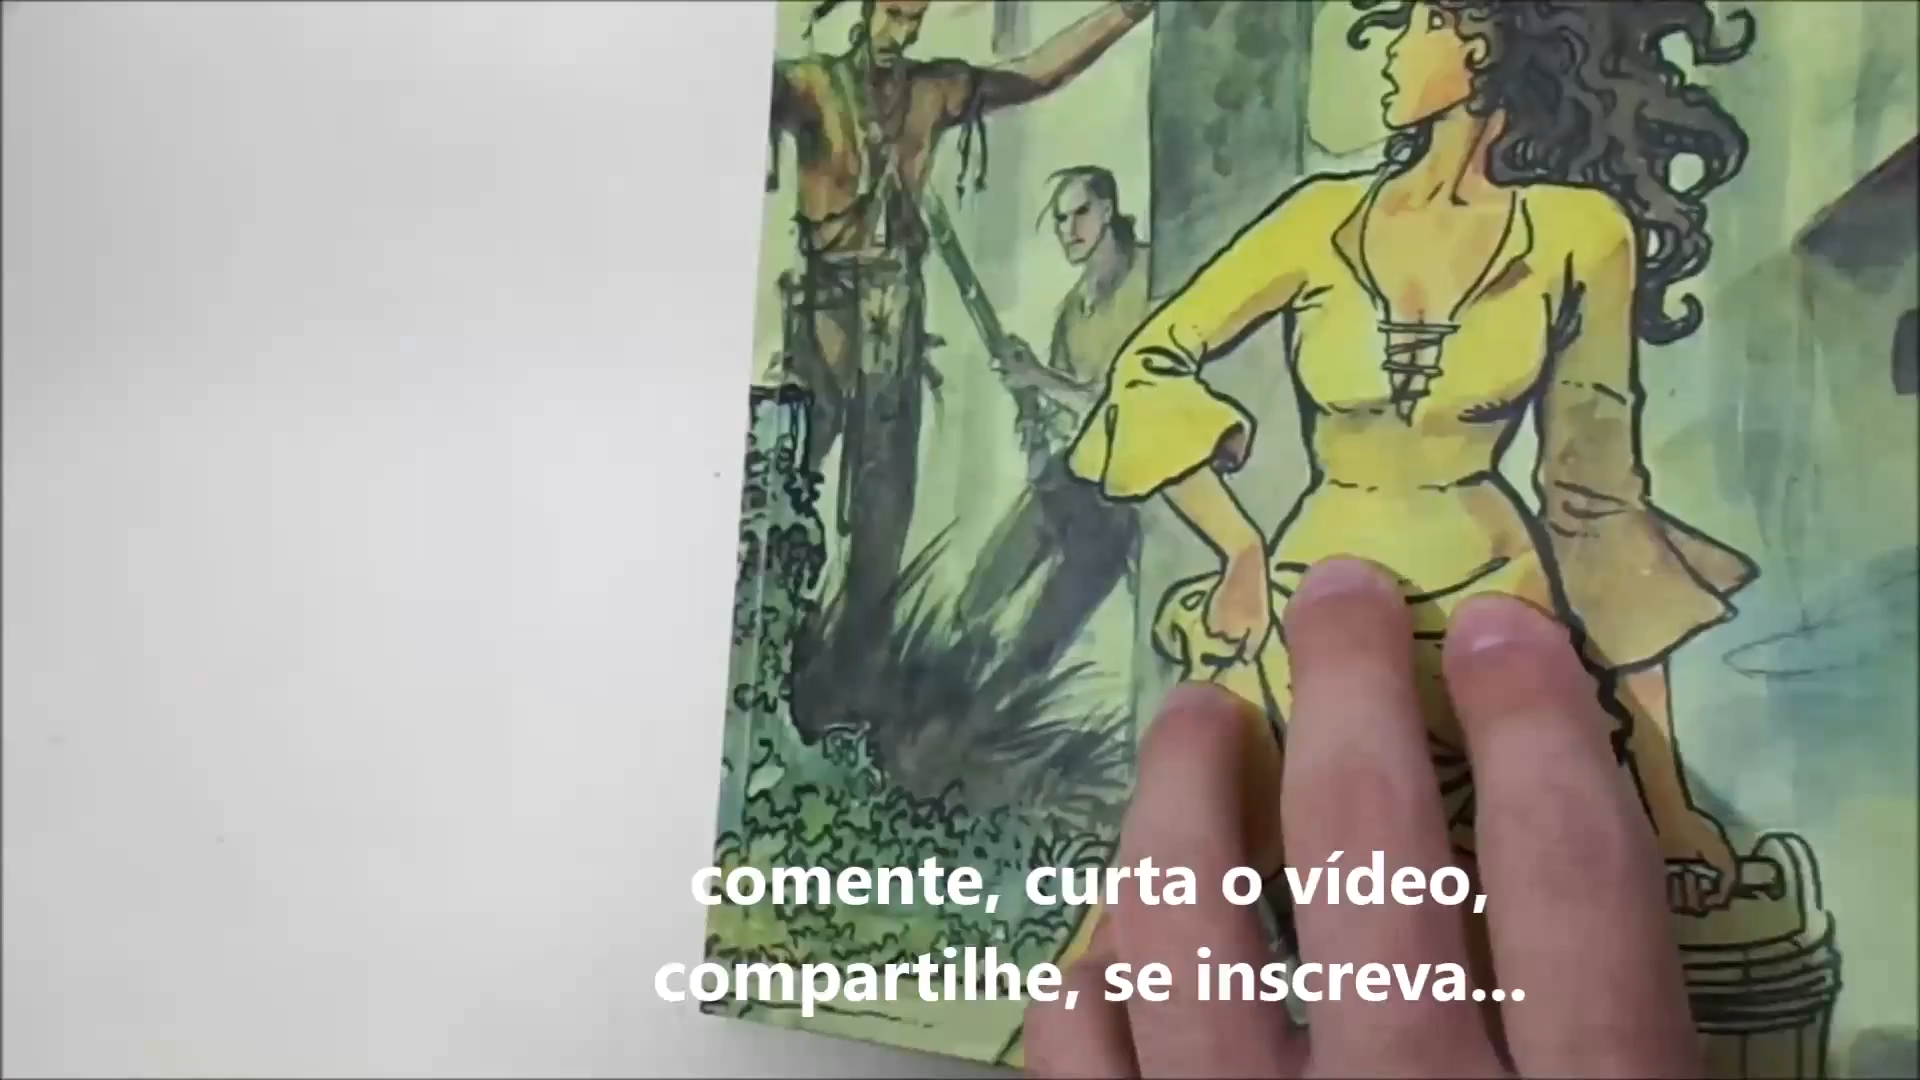 comente, curta o vídeo,
compartilhe, se inscreva...